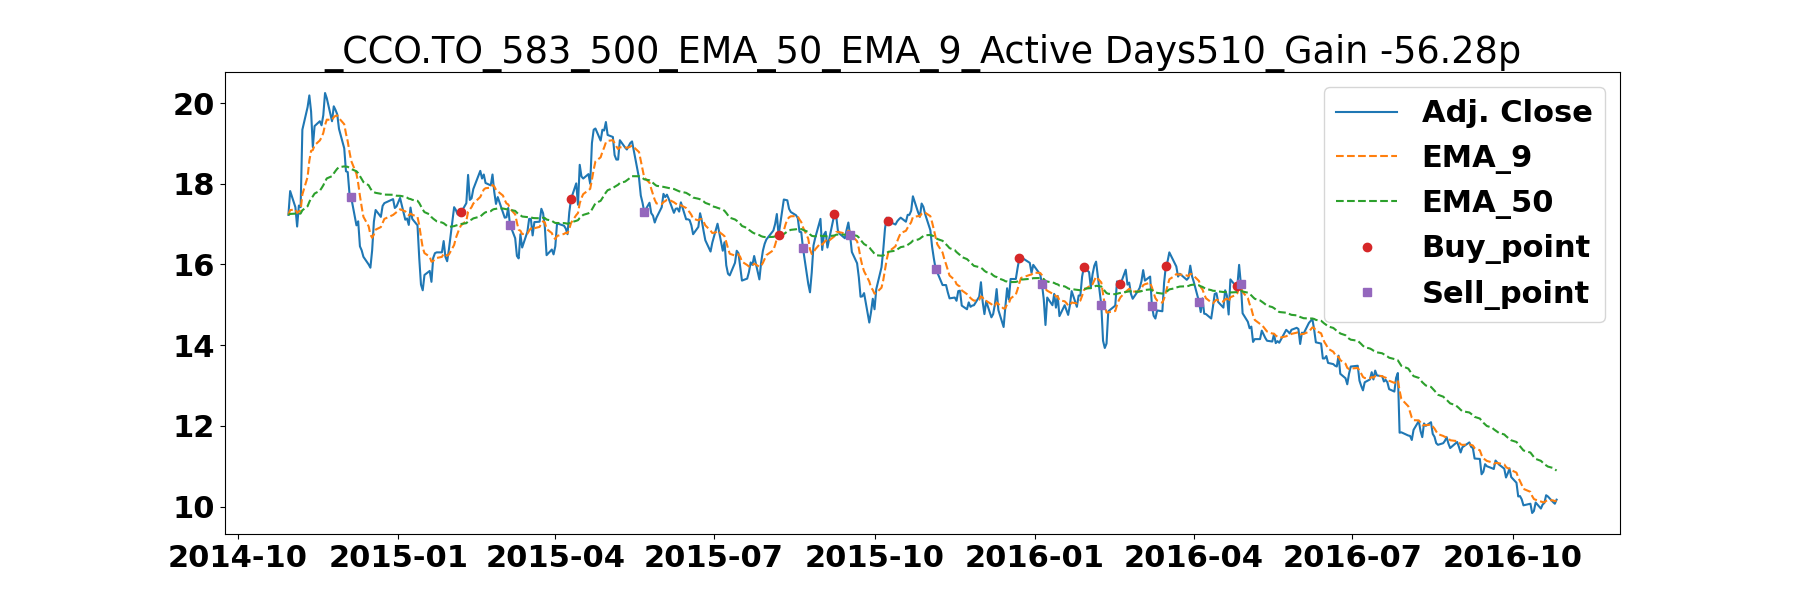 _CCO.TO_583_500_EMA_50_EMA_9_Active Days510_Gain -56.28p
20
18
16
14
12
10
2014-10 2015-01 2015-04 2015-07 2015-10 2016-01 2016-04 2016-07 2016-10
Adj. Close
EMA_9
EMA_50
Buy_point
Sell_point